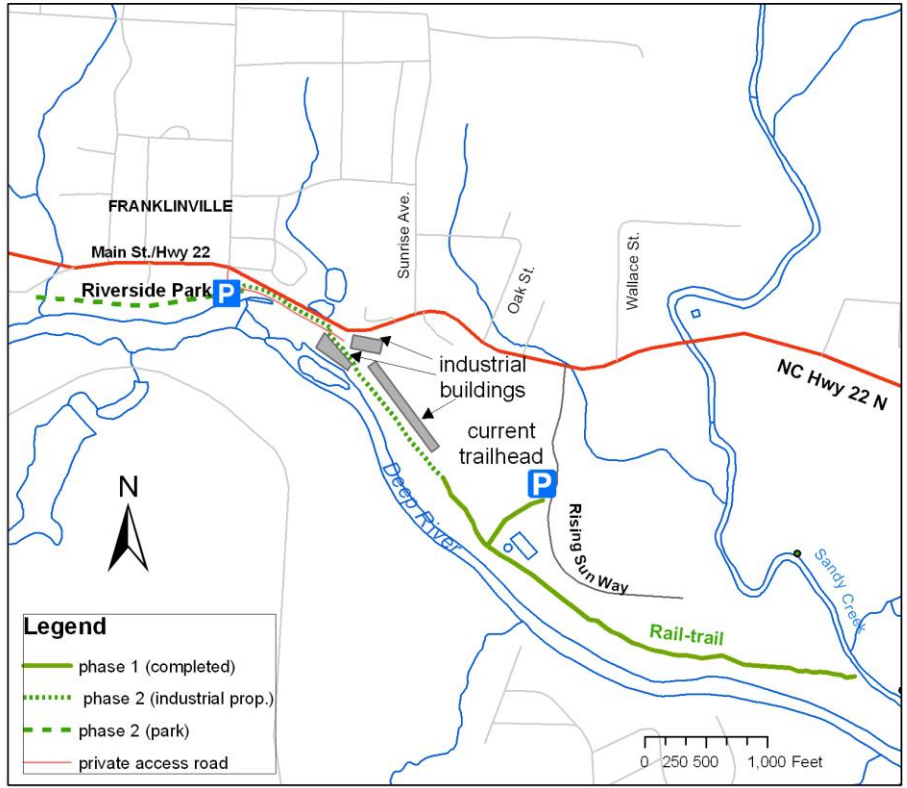 FRANKLINVILLE
Main St./Hwy 22
Riverside Park
P
Sunrise Ave.
Oak St.
Wallace St.
NC Hwy 22 N
industrial
buildings
current
trailhead
P
N
Deep River
Rising Sun Way
Sandy Creek
Rail-trail
Legend
phase 1 (completed)
phase 2 (industrial prop.)
phase 2 (park)
private access road
0 250 500 1,000 Feet